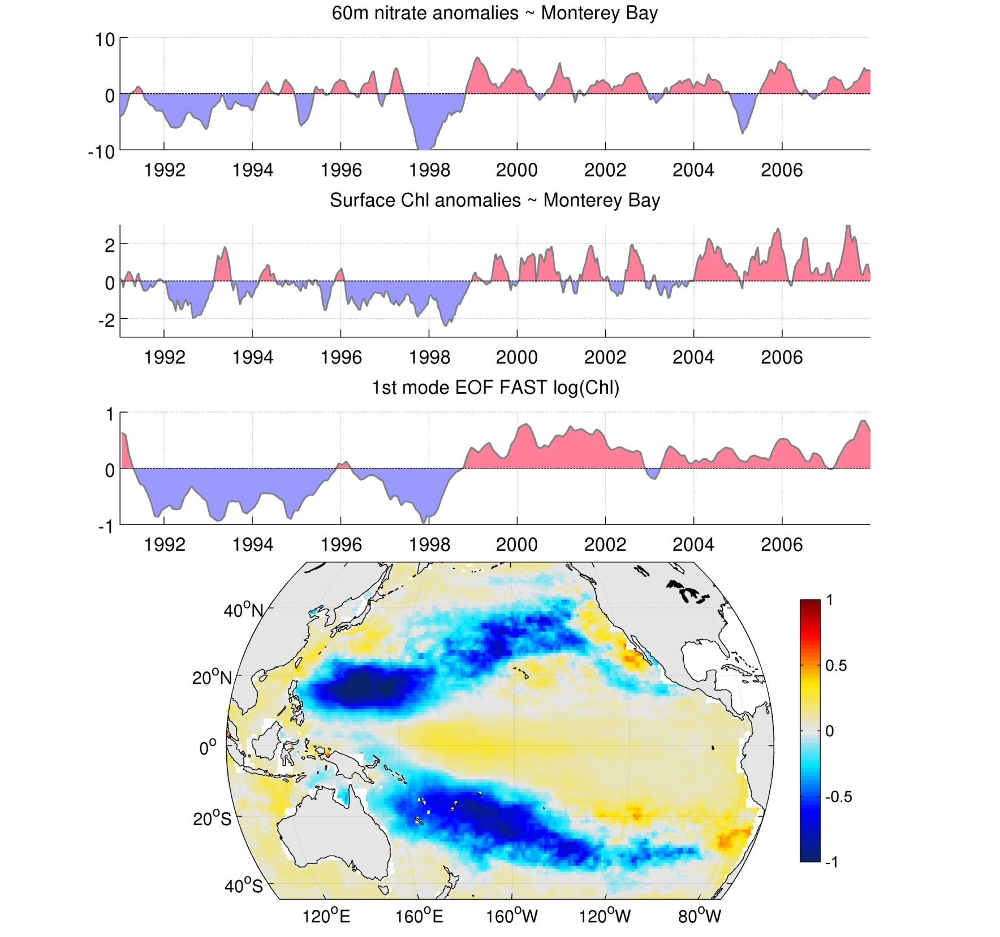 60m nitrate anomalies ~ Monterey Bay
10
0
-10
1992 1994 1996 1998 2000 2002 2004 2006
Surface Chl anomalies ~ Monterey Bay
2
0
-2
1992 1994 1996 1998 2000 2002 2004 2006
1st mode EOF FAST log(Chl)
1
0
-1
1992 1994 1996 1998 2000 2002 2004 2006
40°N
20°N
0°
20°S
40°S
120°E 160°E 160°W 120°W 80°W
1
0.5
0
-0.5
-1